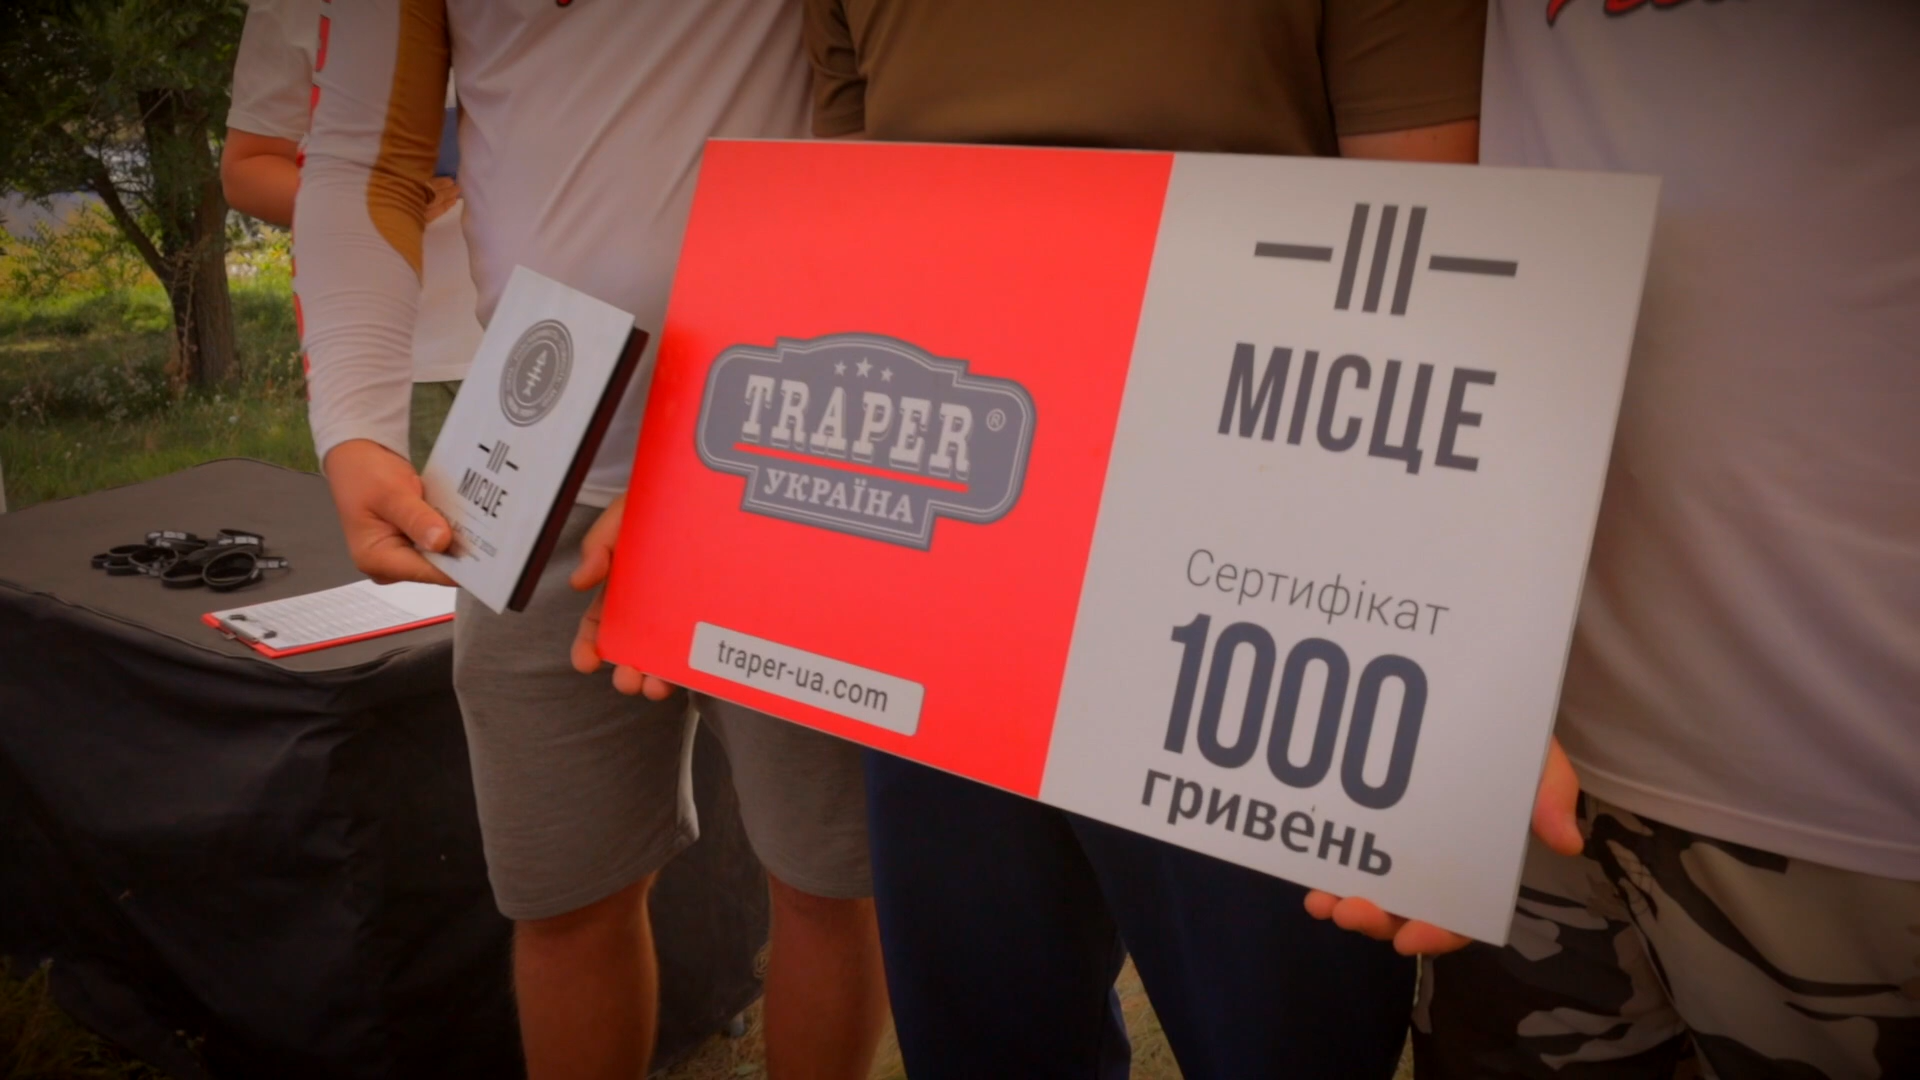 III
МІСЦЕ
TRAPER ®
УКРАЇНА
traper-ua.com
III
МІСЦЕ
Сертифікат
1000
гривень